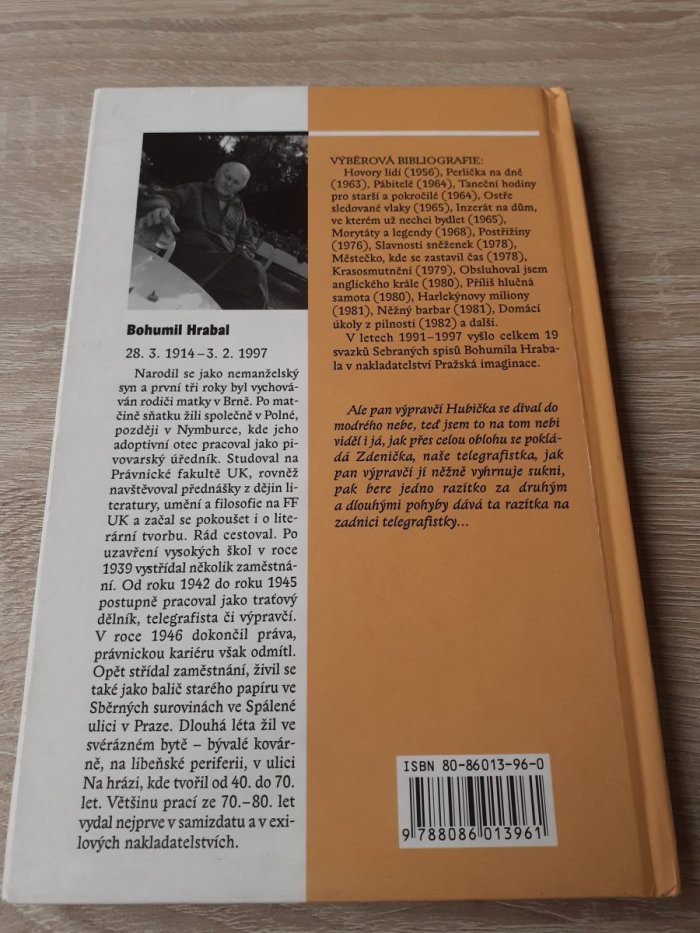 Bohumil Hrabal
28. 3. 1914 – 3. 2. 1997
Narodil se jako nemanželský
syn a první tři roky byl vychová-
ván rodiči matky v Brně. Po mat-
čině sňatku žili společně v Polné,
později v Nymburce, kde jeho
adoptivní otec pracoval jako pi-
vovarský úředník. Studoval na
Právnické fakultě UK, rovněž
navštěvoval přednášky z dějin li-
teratury, umění a filosofie na FF
UK a začal se pokoušet i o lite-
rární tvorbu. Rád cestoval. Po
uzavření vysokých škol v roce
1939 vystřídal několik zaměstná-
ní. Od roku 1942 do roku 1945
postupně pracoval jako traťový
dělník, telegrafista či výpravčí.
V roce 1946 dokončil práva,
právnickou kariéru však odmítl.
Opět střídal zaměstnání, živil se
také jako balič starého papíru ve
Sběrných surovinách ve Spálené
ulici v Praze. Dlouhá léta žil ve
svérázném bytě – bývalé kovár-
ně, na libeňské periferii, v ulici
Na hrázi, kde tvořil od 40. do 70.
let. Většinu prací ze 70.–80. let
vydal nejprve v samizdatu a v exi-
lových nakladatelstvích.
VÝBĚROVÁ BIBLIOGRAFIE:
Hovory lidí (1956), Perlička na dně
(1963), Pábitelé (1964), Taneční hodiny
pro starší a pokročilé (1964), Ostře
sledované vlaky (1965), Inzerát na dům,
ve kterém už nechci bydlet (1965),
Morytáty a legendy (1968), Postřižiny
(1976), Slavnosti sněženek (1978),
Městečko, kde se zastavil čas (1978),
Krasosmutnění (1979), Obsluhoval jsem
anglického krále (1980), Příliš hlučná
samota (1980), Harlekýnovy miliony
(1981), Něžný barbar (1981), Domácí
úkoly z pilnosti (1982) a další.
V letech 1991–1997 vyšlo celkem 19
svazků Sebraných spisů Bohumila Hraba-
la v nakladatelství Pražská imaginace.
Ale pan výpravčí Hubička se díval do
modrého nebe, teď jsem to na tom nebi
viděl i já, jak přes celou oblohu se poklá-
dá Zdenička, naše telegrafistka, jak
pan výpravčí jí něžně vyhrnuje sukni,
pak bere jedno razítko za druhým
a dlouhými pohyby dává ta razítka na
zadnici telegrafistky...
ISBN 80-86013-96-0
9 788086 013961